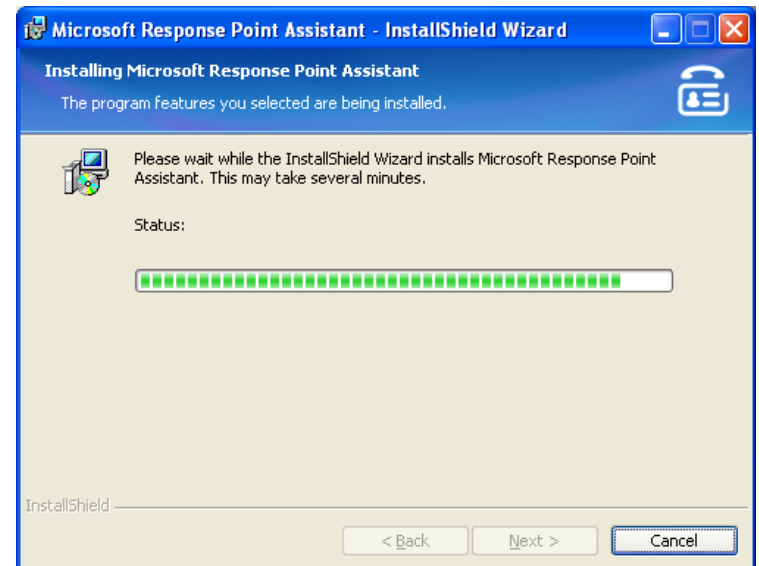 Microsoft Response Point Assistant - InstallShield Wizard
Installing Microsoft Response Point Assistant
The program features you selected are being installed.
Please wait while the InstallShield Wizard installs Microsoft Response Point
Assistant. This may take several minutes.
Status:
InstallShield
< Back Next > Cancel